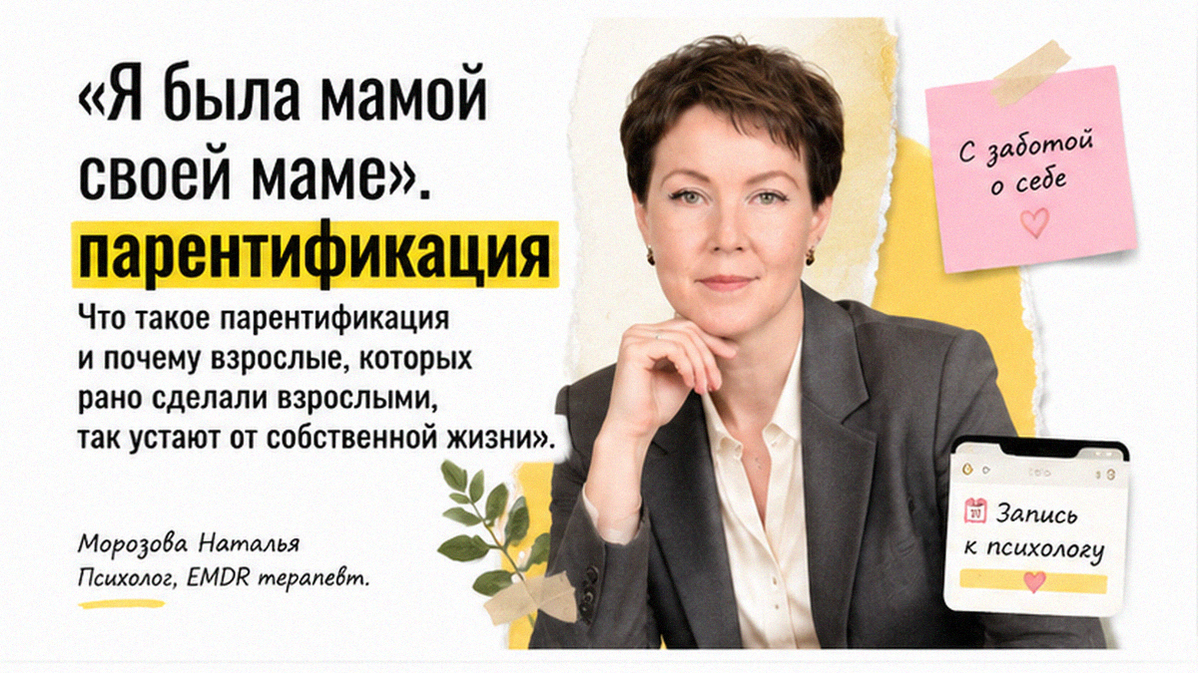 «Я была мамой
своей маме».
парентификация
Что такое парентификация
и почему взрослые, которых
рано сделали взрослыми,
так устают от собственной жизни».
Морозова Наталья
Психолог, EMDR терапевт.
С заботой
о себе
Запись
к психологу